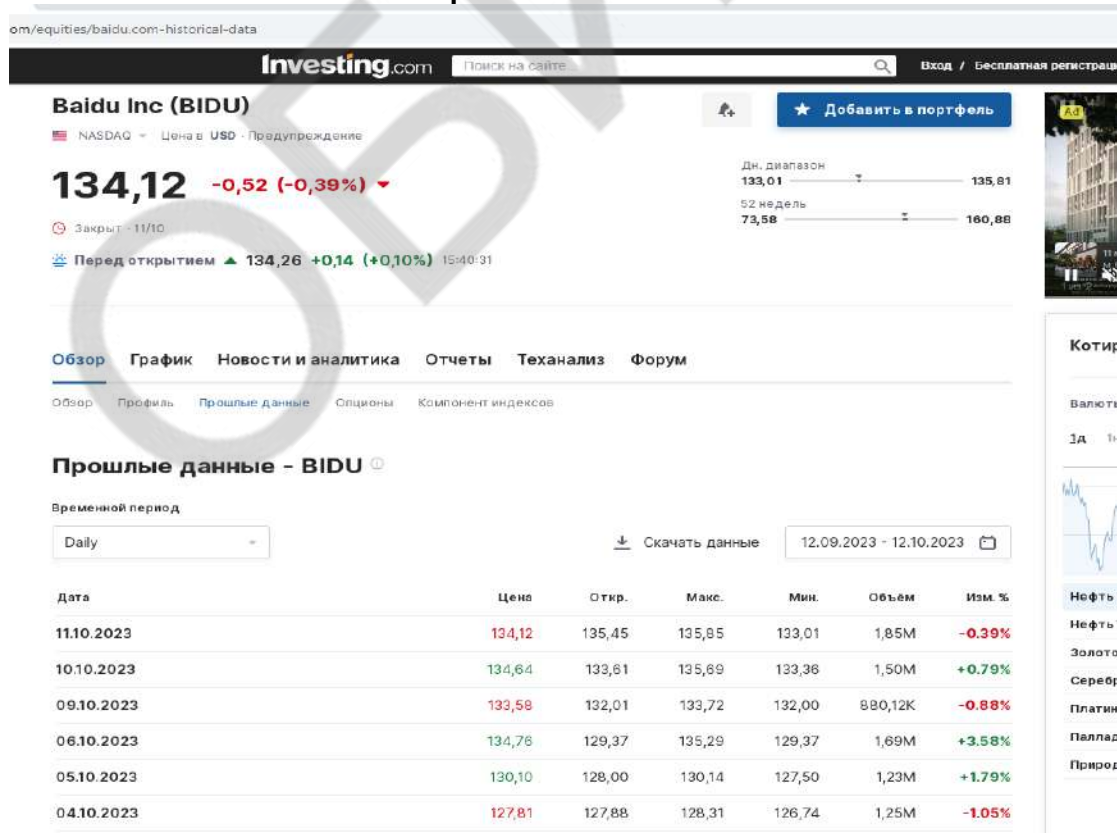 om/equities/baidu.com-historical-data
Investing.com Поиск на сайте... Вход / Бесплатная регистраци
Baidu Inc (BIDU) Добавить в портфель
NASDAQ Цена в USD · Предупреждение
134,12 -0,52 (-0,39%)
Дн. диапазон
133,01 135,81
52 недель
73,58 160,88
Закрыт · 11/10
Перед открытием 134,26 +0,14 (+0,10%) 15:40:31
Ad
Обзор График Новости и аналитика Отчеты Теханализ Форум
Обзор Профиль Прошлые данные Опционы Компонент индексов
Прошлые данные - BIDU
Временной период
Daily Скачать данные 12.09.2023 - 12.10.2023
Дата Цена Откр. Макс. Мин. Объём Изм. %
11.10.2023 134,12 135,45 135,85 133,01 1,85M -0.39%
10.10.2023 134,64 133,61 135,69 133,36 1,50M +0.79%
09.10.2023 133,58 132,01 133,72 132,00 880,12K -0.88%
06.10.2023 134,76 129,37 135,29 129,37 1,69M +3.58%
05.10.2023 130,10 128,00 130,14 127,50 1,23M +1.79%
04.10.2023 127,81 127,88 128,31 126,74 1,25M -1.05%
Котир
Валюты
1д
Нефть
Нефть
Золото
Серебр
Платин
Паллад
Природ